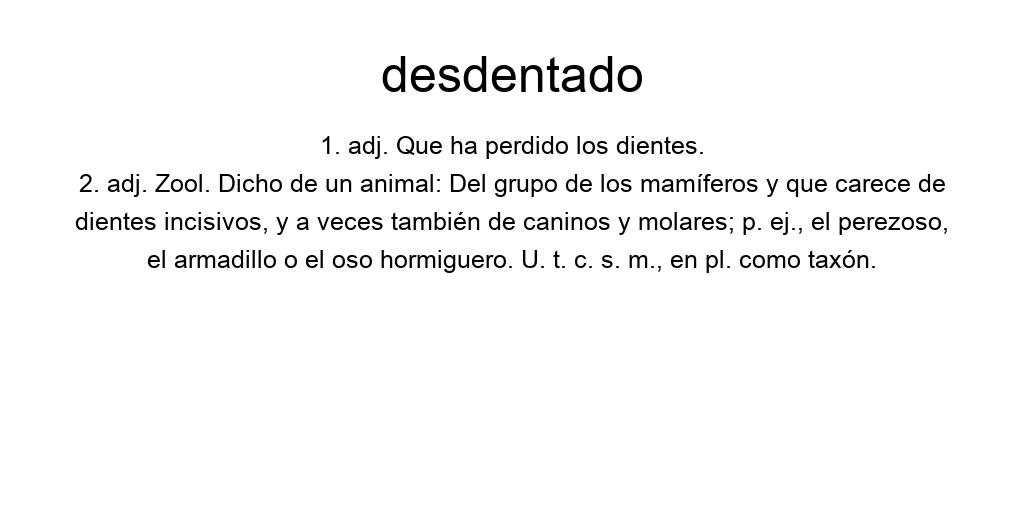 desdentado
1. adj. Que ha perdido los dientes.
2. adj. Zool. Dicho de un animal: Del grupo de los mamíferos y que carece de
dientes incisivos, y a veces también de caninos y molares; p. ej., el perezoso,
el armadillo o el oso hormiguero. U. t. c. s. m., en pl. como taxón.